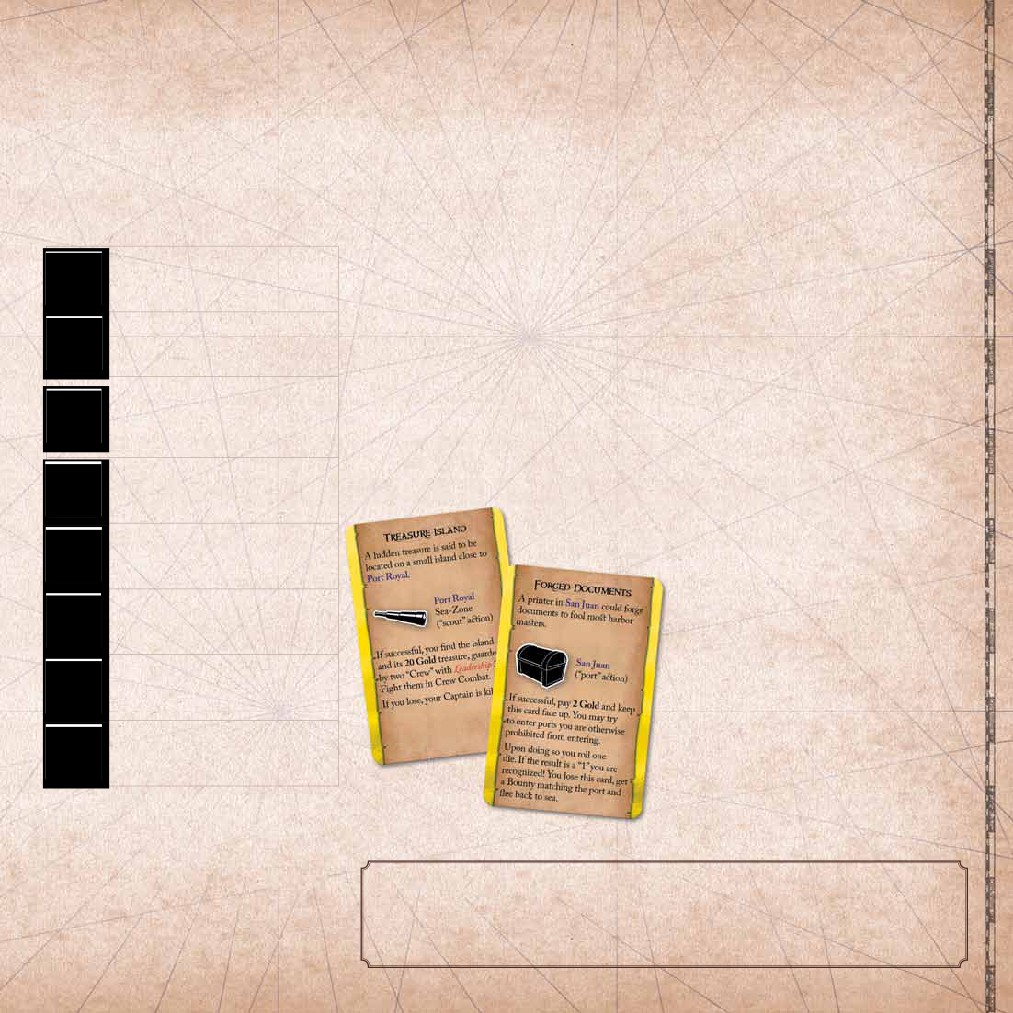 TREASURE ISLAND
A hidden treasure is said to be
located on a small island close to
Port Royal.
Port Royal
Sea-Zone
("scout" action)
If successful, you find the island
and its 20 Gold treasure, guarde
by two "Crew" with Leadership
Fight them in Crew Combat.
If you lose, your Captain is kil
FORGED DOCUMENTS
A printer in San Juan could forge
documents to fool most harbor
masters.
San Juan
("port" action)
If successful, pay 2 Gold and keep
this card face up. You may try
to enter ports you are otherwise
prohibited from entering.
Upon doing so you roll one
die. If the result is a "1" you are
recognized! You lose this card, get
a Bounty matching the port and
flee back to sea.